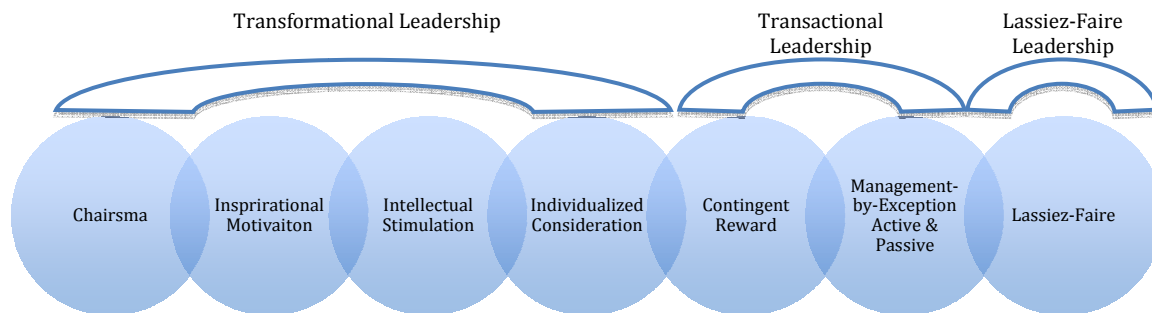 Transformational Leadership
Transactional
Leadership
Lassiez-Faire
Leadership
Chairsma
Insprirational
Motivaiton
Intellectual
Stimulation
Individualized
Consideration
Contingent
Reward
Management-
by-Exception
Active &
Passive
Lassiez-Faire